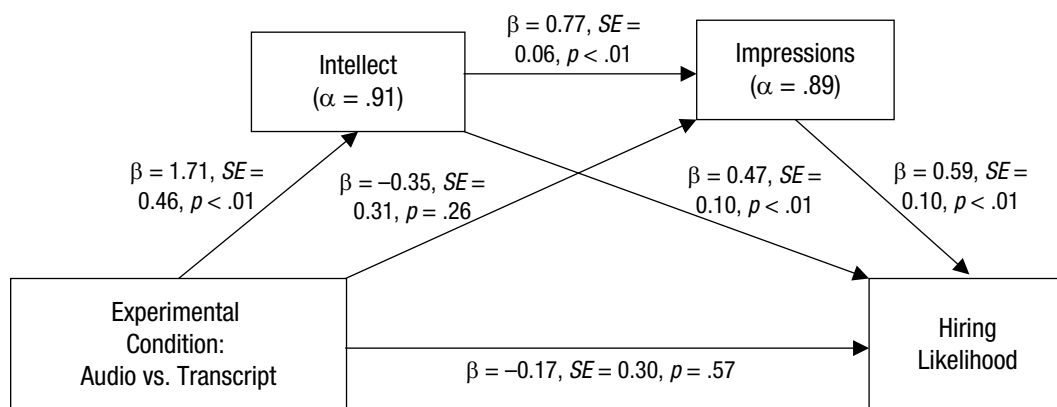 β = 0.77, SE =
0.06, p < .01
Intellect
(α = .91)
Impressions
(α = .89)
β = 1.71, SE =
0.46, p < .01
β = –0.35, SE =
0.31, p = .26
β = 0.47, SE =
0.10, p < .01
β = 0.59, SE =
0.10, p < .01
Experimental
Condition:
Audio vs. Transcript
Hiring
Likelihood
β = –0.17, SE = 0.30, p = .57